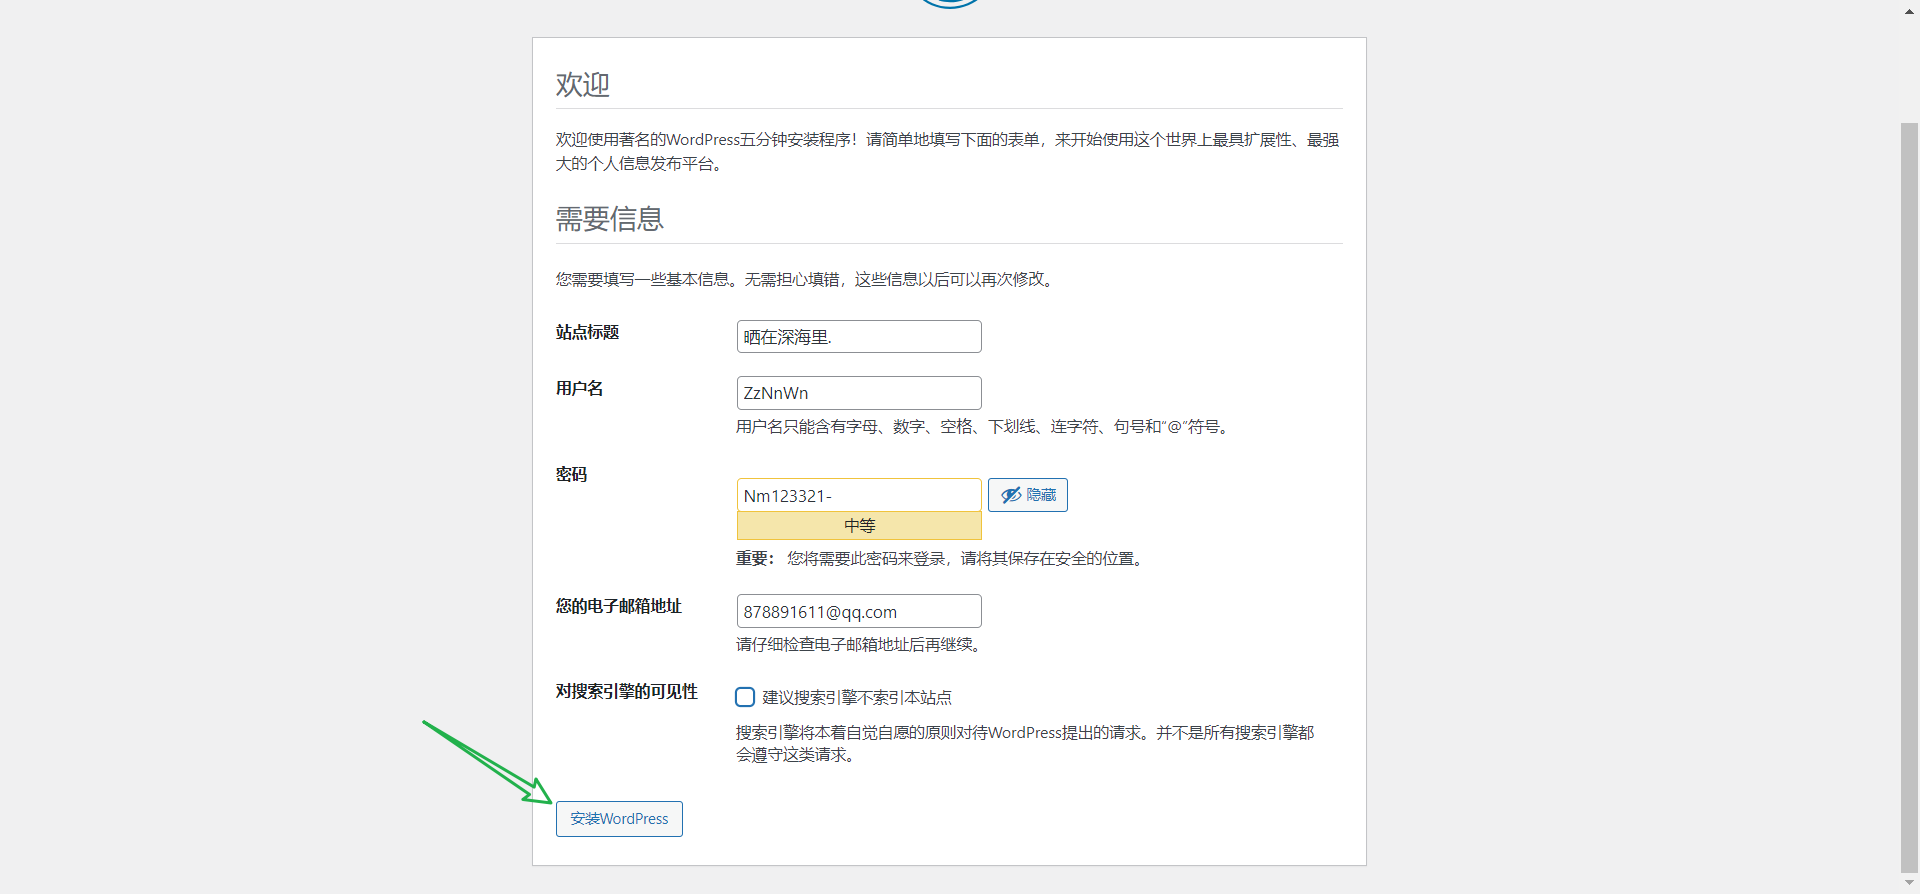 欢迎
欢迎使用著名的WordPress五分钟安装程序！请简单地填写下面的表单，来开始使用这个世界上最具扩展性、最强
大的个人信息发布平台。
需要信息
您需要填写一些基本信息。无需担心填错，这些信息以后可以再次修改。
站点标题
晒在深海里.
用户名
ZzNnWn
用户名只能含有字母、数字、空格、下划线、连字符、句号和“@”符号。
密码
Nm123321-
隐藏
中等
重要： 您将需要此密码来登录，请将其保存在安全的位置。
您的电子邮箱地址
878891611@qq.com
请仔细检查电子邮箱地址后再继续。
对搜索引擎的可见性
建议搜索引擎不索引本站点
搜索引擎将本着自觉自愿的原则对待WordPress提出的请求。并不是所有搜索引擎都
会遵守这类请求。
安装WordPress